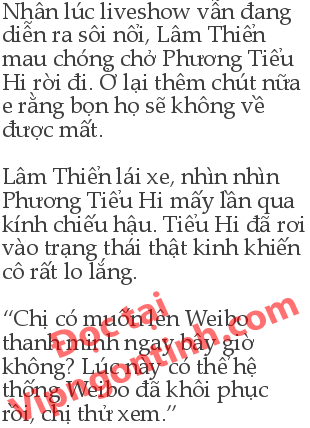 Nhân lúc liveshow vẫn đang
diễn ra sôi nổi, Lâm Thiển
mau chóng chở Phương Tiểu
Hi rời đi. Ở lại thêm chút nữa
e rằng bọn họ sẽ không về
được mất.
Lâm Thiển lái xe, nhìn nhìn
Phương Tiểu Hi mấy lần qua
kính chiếu hậu. Tiểu Hi đã rơi
vào trạng thái thật kinh khiến
cô rất lo lắng.
“Chị có muốn lên Weibo
thanh minh ngay bây giờ
không? Lúc này có thể hệ
thống Weibo đã khôi phục
rồi, chị thử xem.”
Đọc tại
Vipngontinh.com